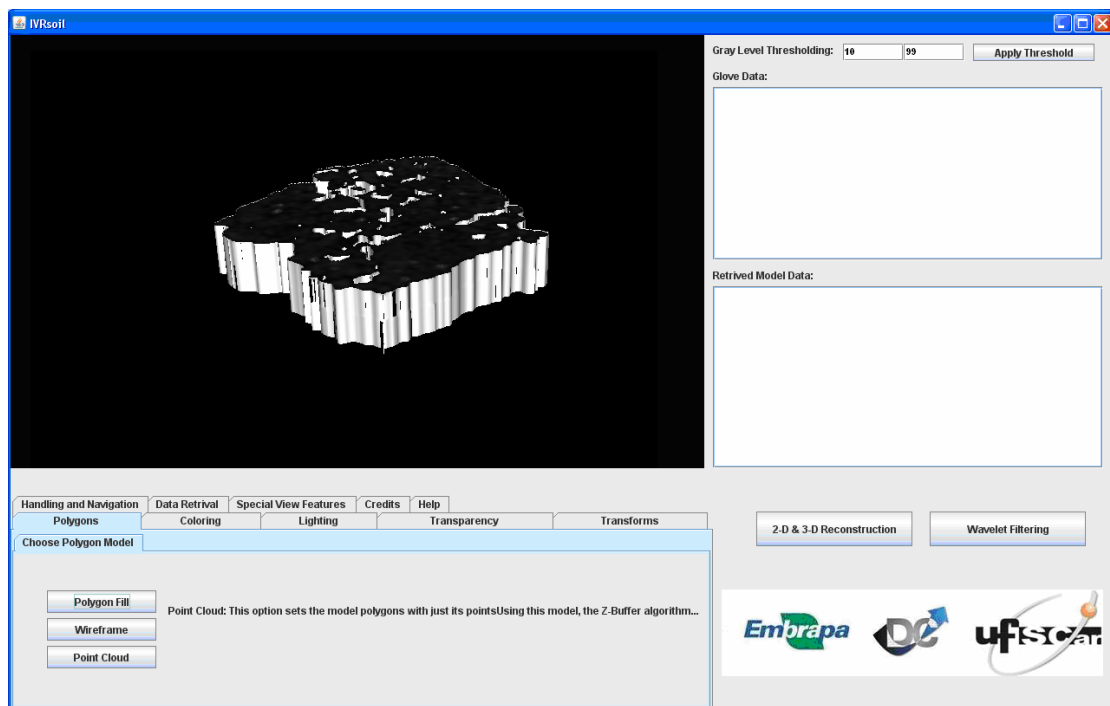 IVRsoil
Gray Level Thresholding: 10 99 Apply Threshold
Glove Data:
Retrived Model Data:
Handling and Navigation Data Retrival Special View Features Credits Help
Polygons Coloring Lighting Transparency Transforms
Choose Polygon Model
Polygon Fill
Wireframe
Point Cloud
Point Cloud: This option sets the model polygons with just its pointsUsing this model, the Z-Buffer algorithm...
2-D & 3-D Reconstruction Wavelet Filtering
Embrapa DC ufscar